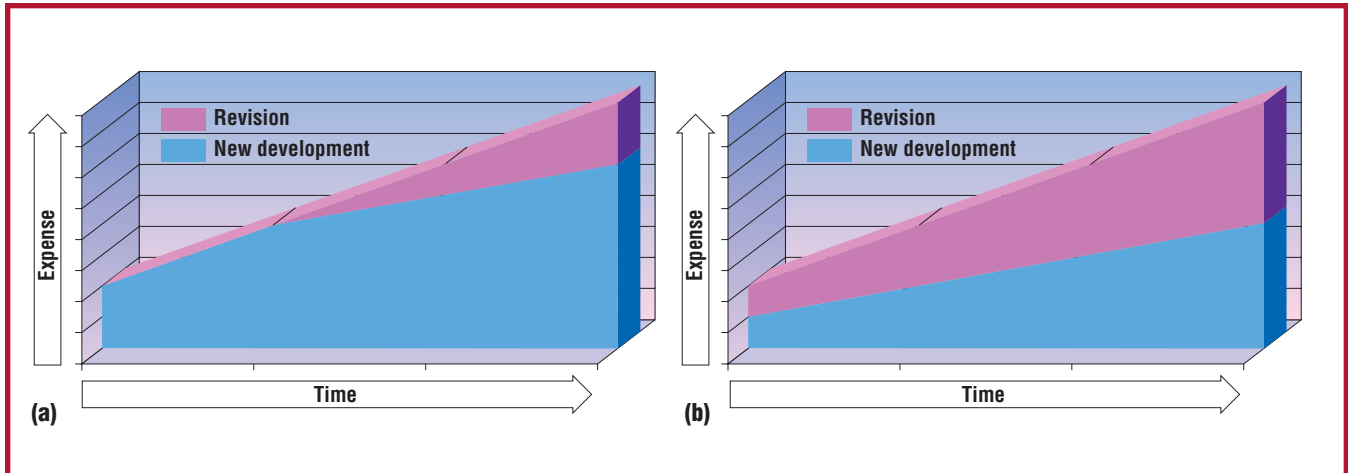 Revision
New development
Expense
Time
(a)
Revision
New development
Expense
Time
(b)